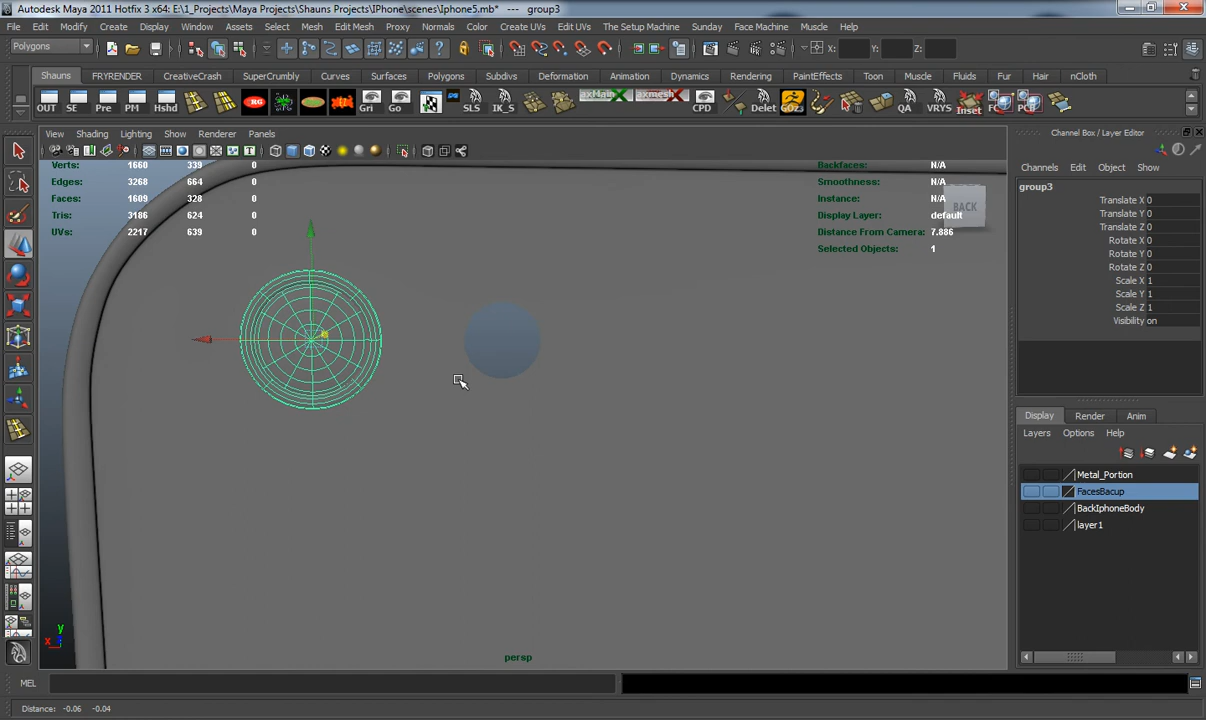 Autodesk Maya 2011 Hotfix 3 x64: E:\1_Projects\Maya Projects\Shauns Projects\IPhone\scenes\Iphone5.mb* --- group3
File Edit Modify Create Display Window Assets Select Mesh Edit Mesh Proxy Normals Color Create UVs Edit UVs The Setup Machine Sunday Face Machine Muscle Help
Polygons X: Y: Z:
Shauns FRYRENDER CreativeCrash SuperCrumbly Curves Surfaces Polygons Subdivs Deformation Animation Dynamics Rendering PaintEffects Toon Muscle Fluids Fur Hair nCloth
OUT SE Pre PM Hshd Gri Go SLS IK_S axMain axmesh CPD Delet GOz3 QA VRYS Inset
View Shading Lighting Show Renderer Panels
Channel Box / Layer Editor
Channels Edit Object Show
Verts: 1660 339 0
Edges: 3268 664 0
Faces: 1609 328 0
Tris: 3186 624 0
UVs: 2217 639 0
Backfaces: N/A
Smoothness: N/A
Instance: N/A
Display Layer: default
Distance From Camera: 7.886
Selected Objects: 1
BACK
group3
Translate X 0
Translate Y 0
Translate Z 0
Rotate X 0
Rotate Y 0
Rotate Z 0
Scale X 1
Scale Y 1
Scale Z 1
Visibility on
Display Render Anim
Layers Options Help
Metal_Portion
FacesBacup
BackIphoneBody
layer1
y
x
persp
MEL
Distance: -0.06 -0.04